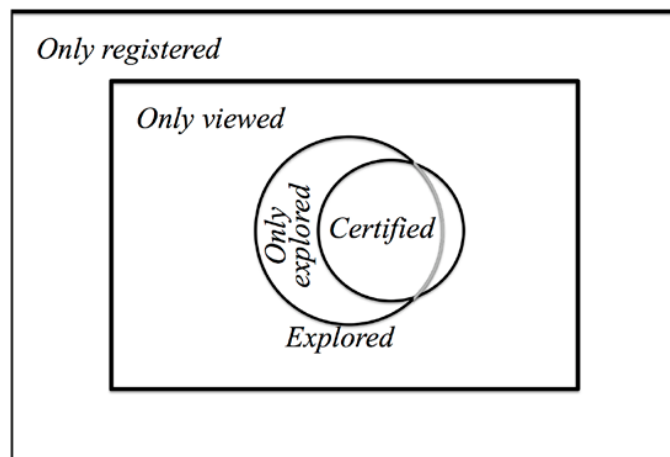 Only registered
Only viewed
Only
explored
Certified
Explored